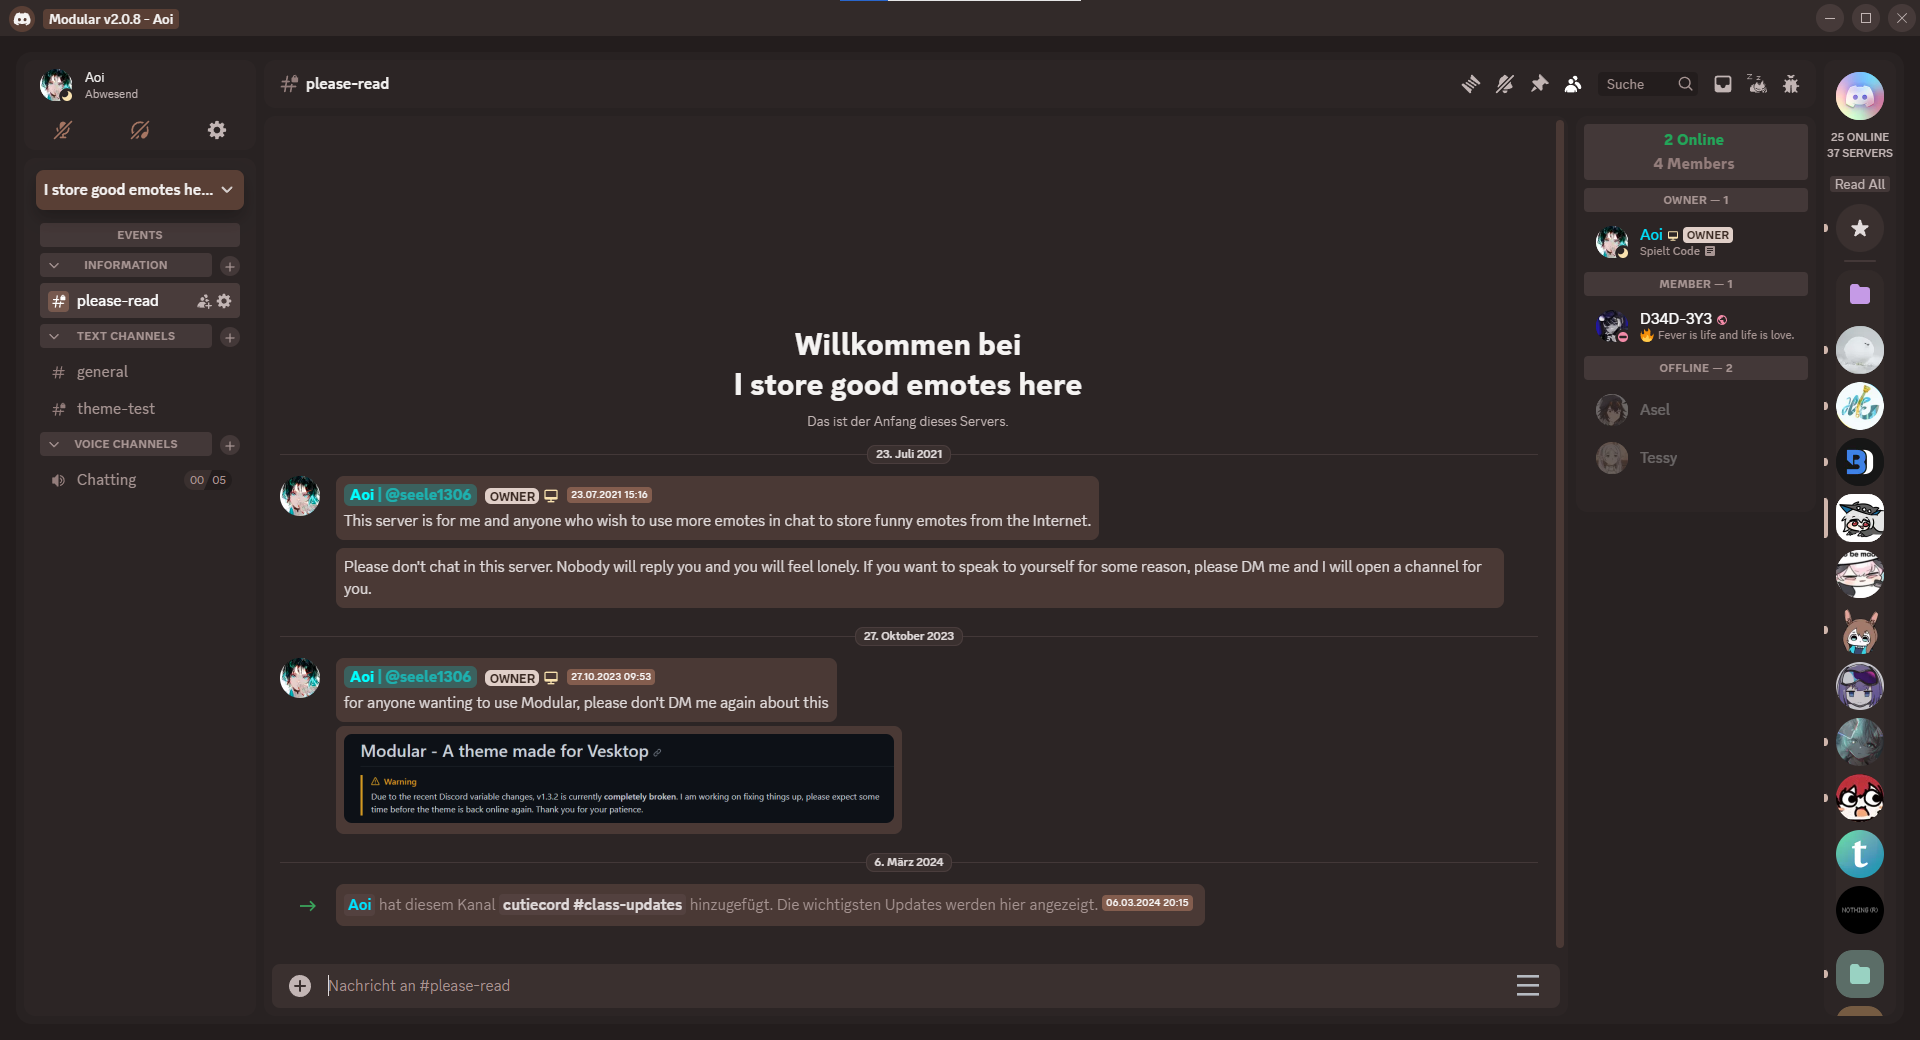 Modular v2.0.8 - Aoi
Aoi
Abwesend
I store good emotes he...
EVENTS
INFORMATION
please-read
TEXT CHANNELS
general
theme-test
VOICE CHANNELS
Chatting
00 05
please-read
Suche
Willkommen bei
I store good emotes here
Das ist der Anfang dieses Servers.
23. Juli 2021
Aoi | @seele1306 OWNER 23.07.2021 15:16
This server is for me and anyone who wish to use more emotes in chat to store funny emotes from the Internet.
Please don't chat in this server. Nobody will reply you and you will feel lonely. If you want to speak to yourself for some reason, please DM me and I will open a channel for
you.
27. Oktober 2023
Aoi | @seele1306 OWNER 27.10.2023 09:53
for anyone wanting to use Modular, please don't DM me again about this
Modular - A theme made for Vesktop
Warning
Due to the recent Discord variable changes, v1.3.2 is currently completely broken. I am working on fixing things up, please expect some
time before the theme is back online again. Thank you for your patience.
6. März 2024
Aoi hat diesem Kanal cutiecord #class-updates hinzugefügt. Die wichtigsten Updates werden hier angezeigt. 06.03.2024 20:15
Nachricht an #please-read
2 Online
4 Members
OWNER — 1
Aoi OWNER
Spielt Code
MEMBER — 1
D34D-3Y3
🔥 Fever is life and life is love.
OFFLINE — 2
Asel
Tessy
25 ONLINE
37 SERVERS
Read All
be mad
t
NOTHING (R)